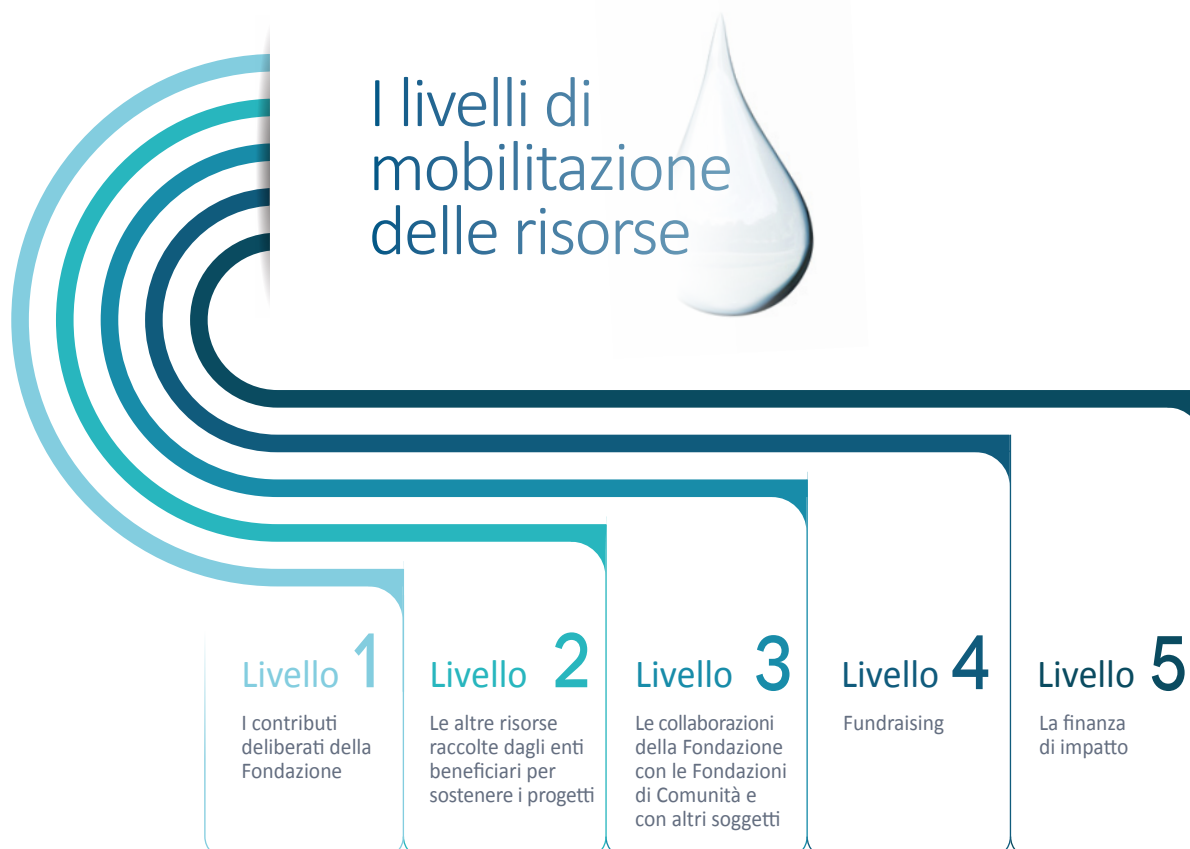 I livelli di
mobilitazione
delle risorse
Livello 1
I contributi
deliberati della
Fondazione
Livello 2
Le altre risorse
raccolte dagli enti
beneficiari per
sostenere i progetti
Livello 3
Le collaborazioni
della Fondazione
con le Fondazioni
di Comunità e
con altri soggetti
Livello 4
Fundraising
Livello 5
La finanza
di impatto